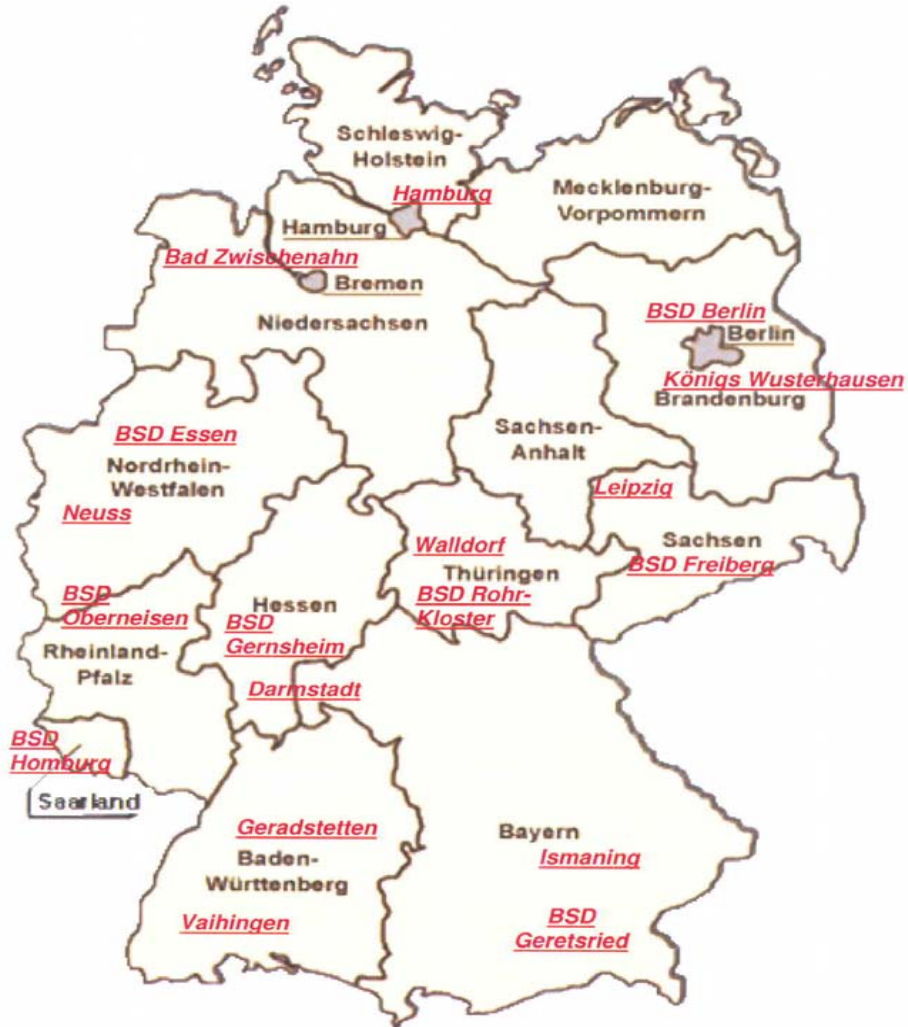 Schleswig-
Holstein
Hamburg
Mecklenburg-
Vorpommern
Hamburg
Bad Zwischenahn
Bremen
Niedersachsen
BSD Berlin
Berlin
Königs Wusterhausen
Brandenburg
BSD Essen
Nordrhein-
Westfalen
Neuss
Sachsen-
Anhalt
Leipzig
Sachsen
BSD Freiberg
Walldorf
Thüringen
BSD Rohr-
Kloster
BSD
Oberneisen
Hessen
BSD
Gernsheim
Rheinland-
Pfalz
Darmstadt
BSD
Homburg
Saarland
Geradstetten
Baden-
Württenberg
Vaihingen
Bayern
Ismaning
BSD
Geretsried